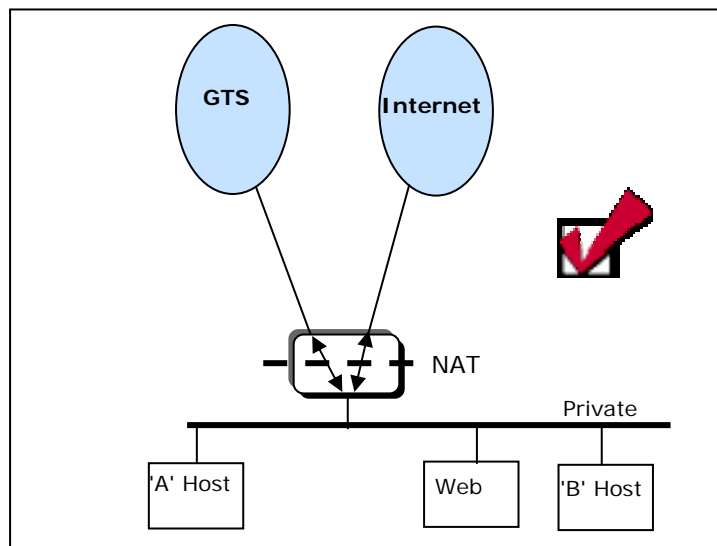 GTS
Internet
NAT
Private
'A' Host
Web
'B' Host